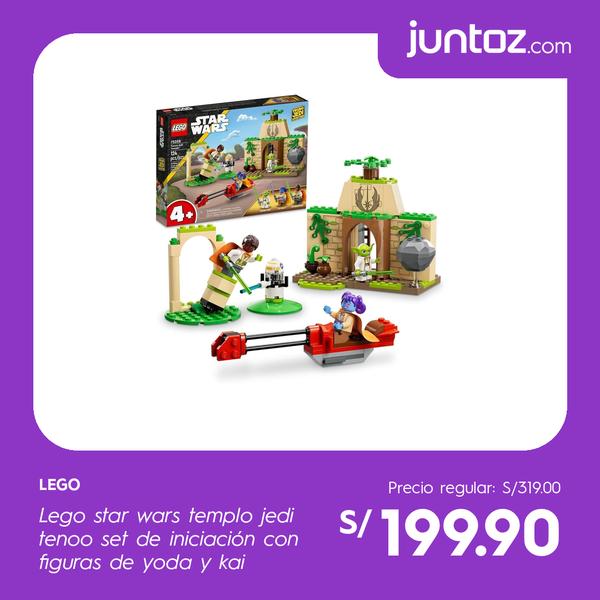 juntoz.com
LEGO
STAR
WARS
4+
LEGO
Lego star wars templo jedi
tenoo set de iniciación con
figuras de yoda y kai
Precio regular: S/319.00
S/199.90